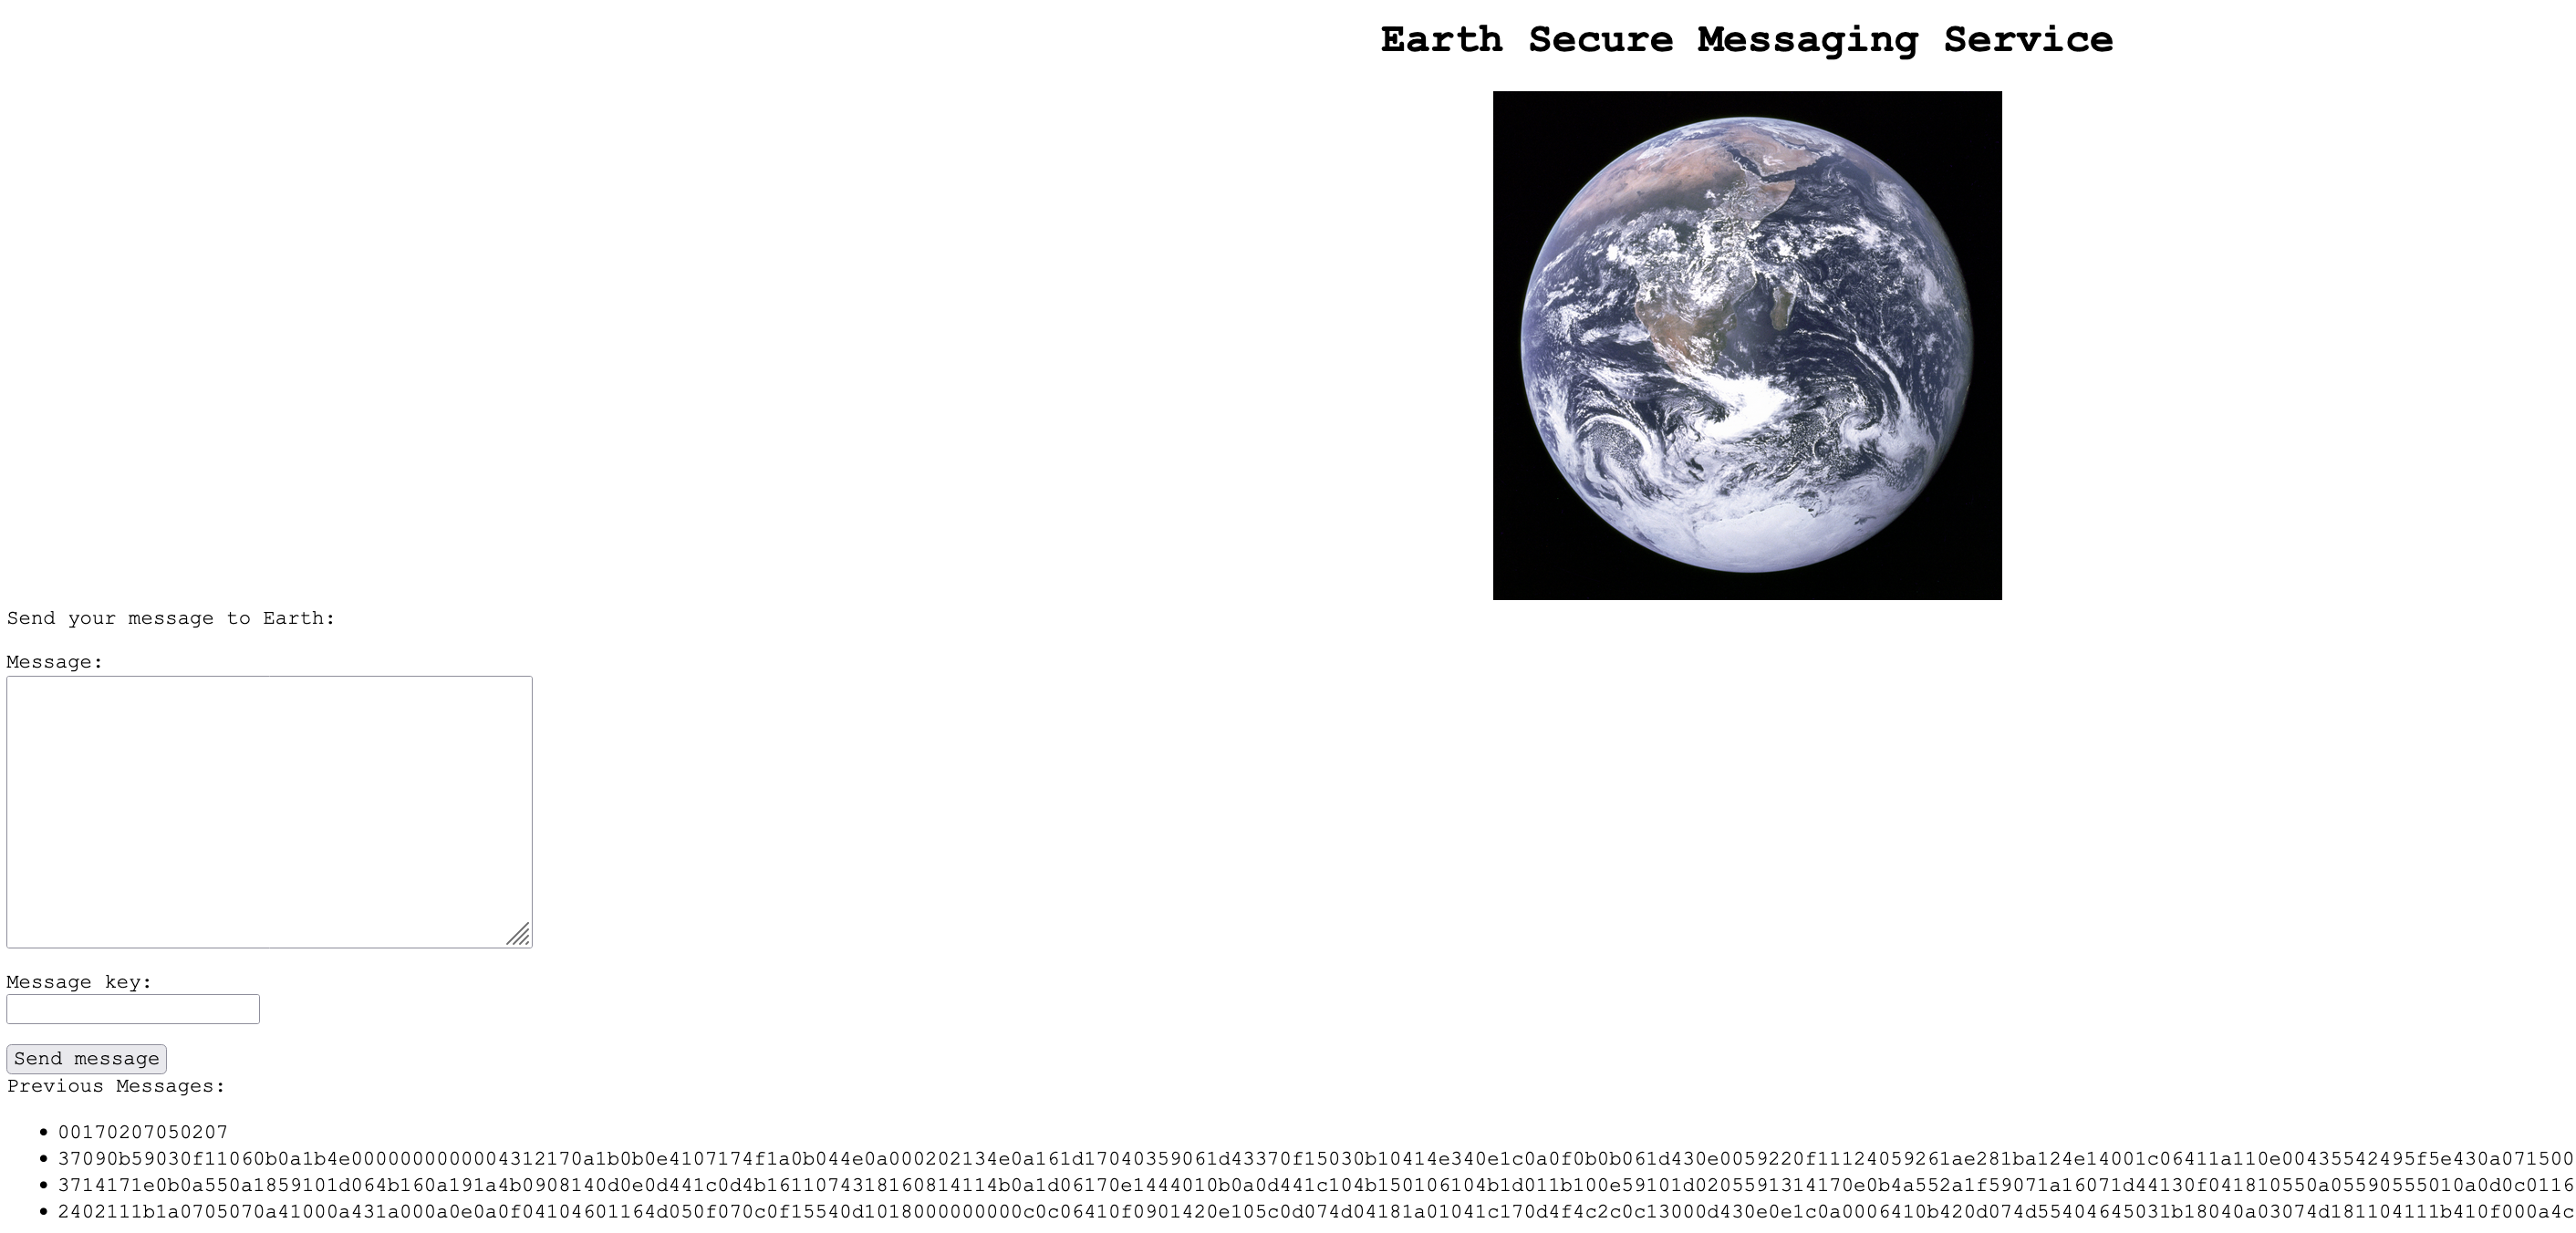 Earth Secure Messaging Service
Send your message to Earth:
Message:
Message key:
Send message
Previous Messages:
00170207050207
37090b59030f11060b0a1b4e0000000000004312170a1b0b0e4107174f1a0b044e0a000202134e0a161d17040359061d43370f15030b10414e340e1c0a0f0b0b061d430e0059220f11124059261ae281ba124e14001c06411a110e00435542495f5e430a071500
3714171e0b0a550a1859101d064b160a191a4b0908140d0e0d441c0d4b1611074318160814114b0a1d06170e1444010b0a0d441c104b150106104b1d011b100e59101d0205591314170e0b4a552a1f59071a16071d44130f041810550a05590555010a0d0c0116
2402111b1a0705070a41000a431a000a0e0a0f04104601164d050f070c0f15540d1018000000000c0c06410f0901420e105c0d074d04181a01041c170d4f4c2c0c13000d430e0e1c0a0006410b420d074d55404645031b18040a03074d181104111b410f000a4c